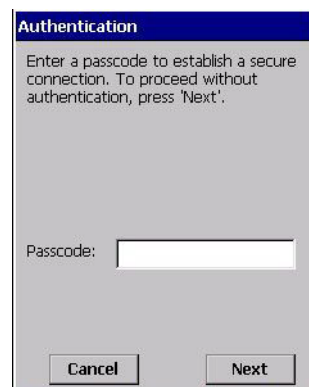 Authentication
Enter a passcode to establish a secure
connection. To proceed without
authentication, press 'Next'.
Passcode:
Cancel
Next